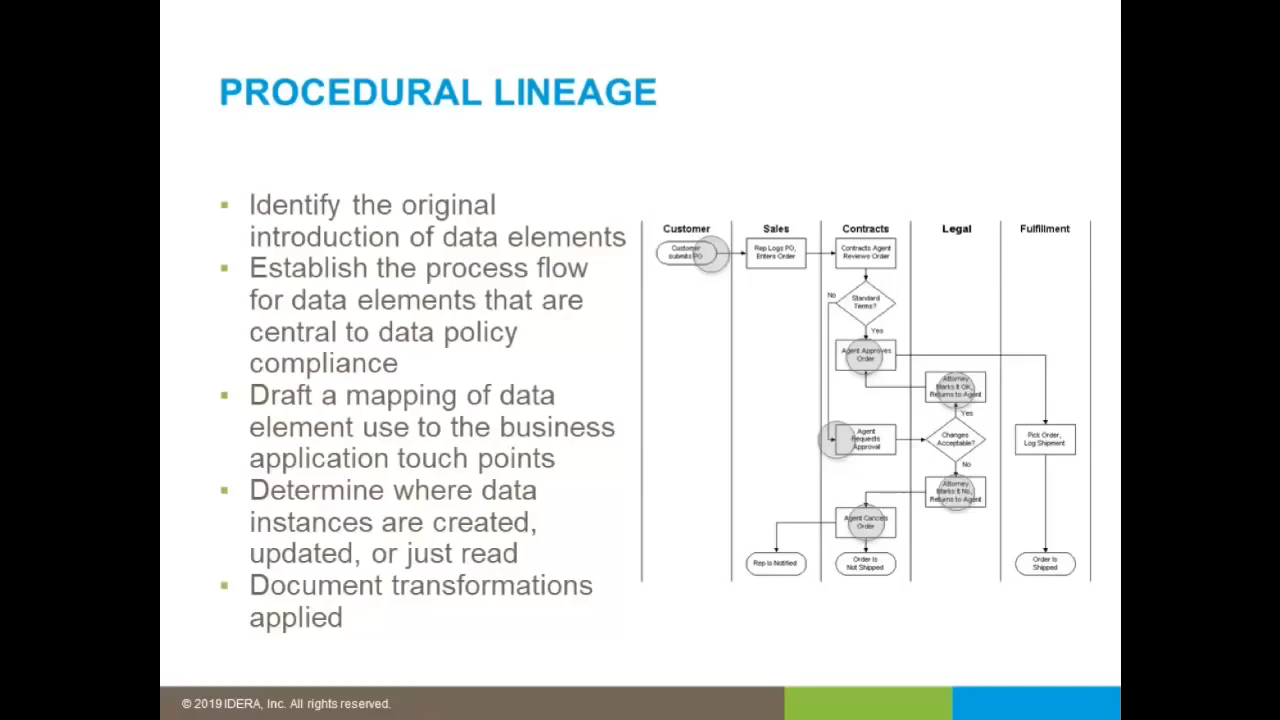 PROCEDURAL LINEAGE
▪ Identify the original
introduction of data elements
▪ Establish the process flow
for data elements that are
central to data policy
compliance
▪ Draft a mapping of data
element use to the business
application touch points
▪ Determine where data
instances are created,
updated, or just read
▪ Document transformations
applied
Customer
Sales
Contracts
Legal
Fulfillment
Customer
submits PO
Rep Logs PO,
Enters Order
Contracts Agent
Reviews Order
No
Standard
Terms?
Yes
Agent Approves
Order
Attorney
Marks It OK,
Returns to Agent
Yes
Agent
Requests
Approval
Changes
Acceptable?
Pick Order,
Log Shipment
No
Attorney
Marks It No,
Returns to Agent
Agent Cancels
Order
Rep Is Notified
Order Is
Not Shipped
Order Is
Shipped
© 2019 IDERA, Inc. All rights reserved.